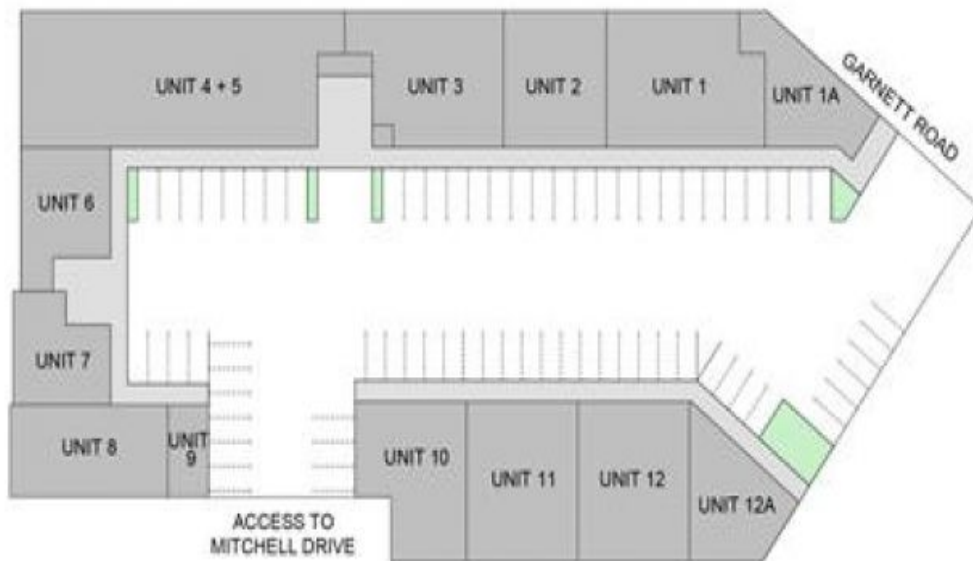 UNIT 4 + 5
UNIT 3
UNIT 2
UNIT 1
UNIT 1A
GARNETT ROAD
UNIT 6
UNIT 7
UNIT 8
UNIT
9
UNIT 10
UNIT 11
UNIT 12
UNIT 12A
ACCESS TO
MITCHELL DRIVE